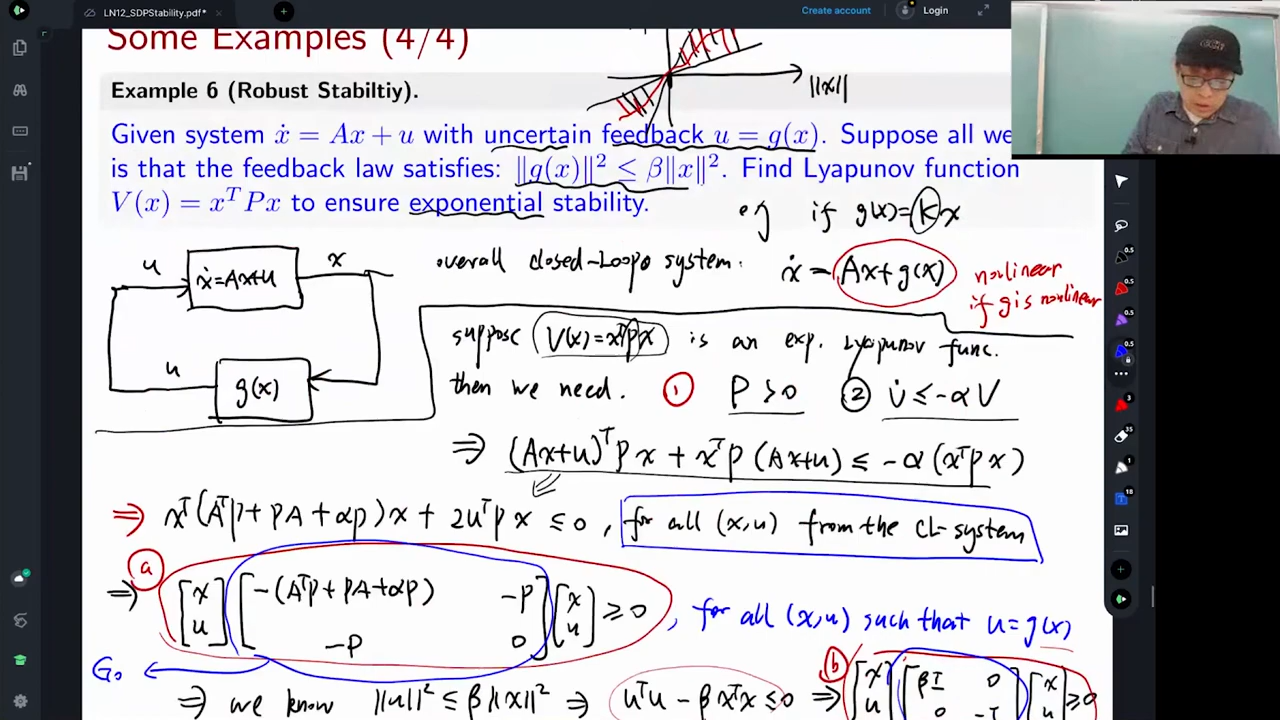 LN12_SDPStability.pdf*
Create account
Login
Some Examples (4/4)
||x||
Example 6 (Robust Stabiltiy).
Given system ẋ = Ax + u with uncertain feedback u = g(x). Suppose all we
is that the feedback law satisfies: ‖g(x)‖² ≤ β‖x‖². Find Lyapunov function
V(x) = xᵀPx to ensure exponential stability.
eg if g(x)=Kx
u
ẋ=Ax+u
x
overall closed-Loopo system: ẋ = Ax+g(x)
nonlinear
if g is nonlinear
u
g(x)
suppose V(x)=xᵀPx is an exp. Lyapunov func.
then we need. ① P>0 ② V̇ ≤ -αV
⇒ (Ax+u)ᵀPx + xᵀP(Ax+u) ≤ -α(xᵀPx)
⇒ xᵀ(AᵀP+PA+αP)x + 2uᵀPx ≤0, for all (x,u) from the CL-system
ⓐ
⇒ [x u] [-(AᵀP+PA+αP) -P -P 0] [x u] ≥0, for all (x,u) such that u=g(x)
G₀
⇒ we know ||u||² ≤ β||x||² ⇒ uᵀu - βxᵀx ≤0 ⇒ ⓑ [x u] [βI 0 0 -I] [x u] ≥0